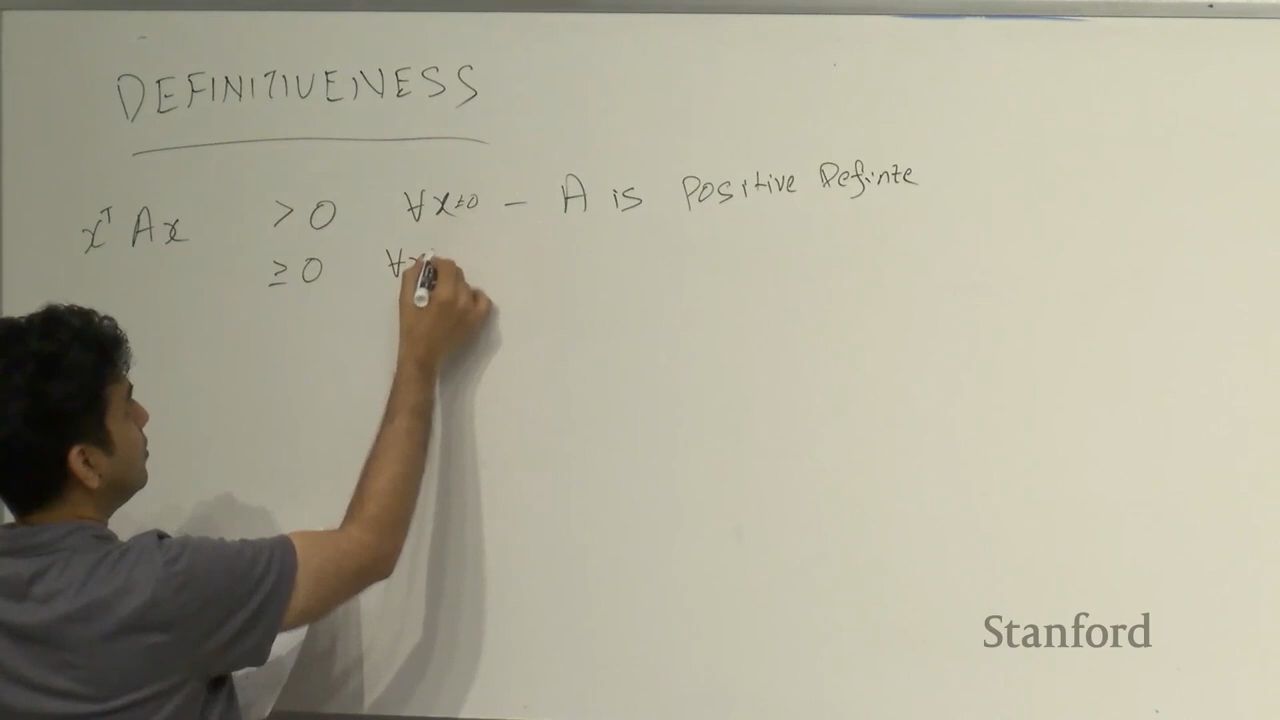 DEFINITIVENESS
xᵀAx > 0 ∀x≠0 – A is Positive Definte
≥ 0 ∀x
Stanford